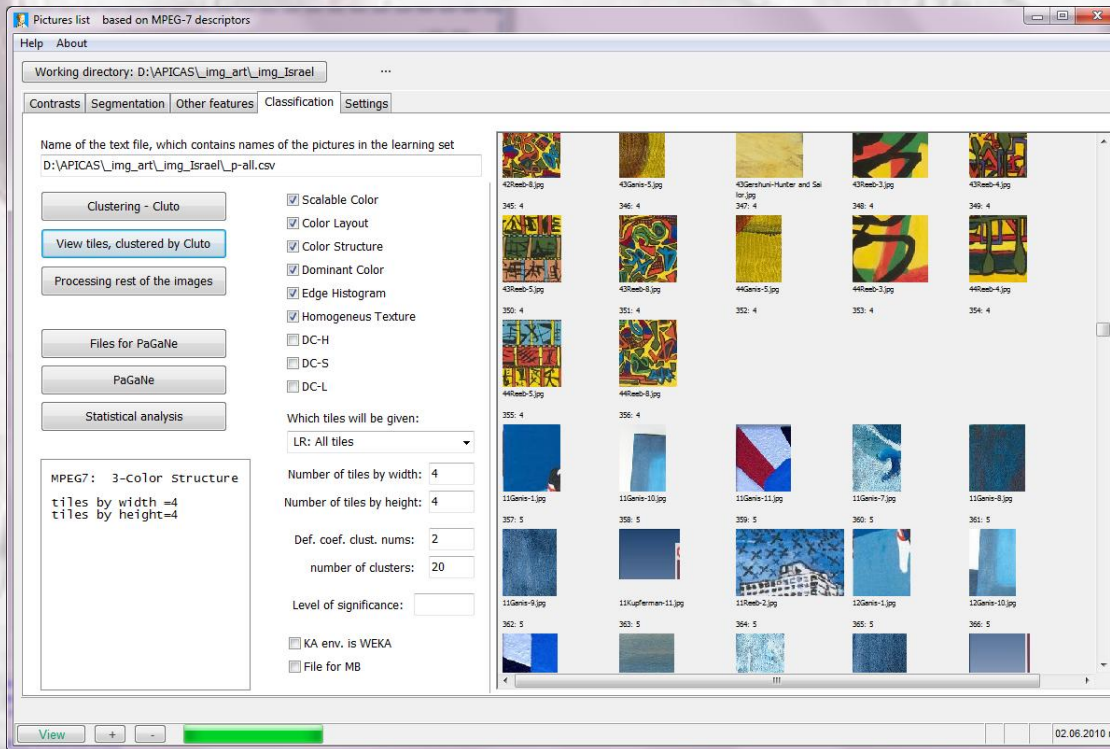 Pictures list based on MPEG-7 descriptors
Help About
Working directory: D:\APICAS\_img_art\_img_Israel ...
Contrasts Segmentation Other features Classification Settings
Name of the text file, which contains names of the pictures in the learning set
D:\APICAS\_img_art\_img_Israel\_p-all.csv
Clustering - Cluto
View tiles, clustered by Cluto
Processing rest of the images
Files for PaGaNe
PaGaNe
Statistical analysis
MPEG7: 3-Color Structure
tiles by width =4
tiles by height=4
Scalable Color
Color Layout
Color Structure
Dominant Color
Edge Histogram
Homogeneus Texture
DC-H
DC-S
DC-L
Which tiles will be given:
LR: All tiles
Number of tiles by width: 4
Number of tiles by height: 4
Def. coef. clust. nums: 2
number of clusters: 20
Level of significance:
KA env. is WEKA
File for MB
42Reeb-8.jpg 43Ganis-5.jpg 43Gershuni-Hunter and Sai 43Reeb-3.jpg 43Reeb-4.jpg
lor.jpg
345: 4 346: 4 347: 4 348: 4 349: 4
43Reeb-5.jpg 43Reeb-8.jpg 44Ganis-5.jpg 44Reeb-3.jpg 44Reeb-4.jpg
350: 4 351: 4 352: 4 353: 4 354: 4
44Reeb-5.jpg 44Reeb-8.jpg
355: 4 356: 4
11Ganis-1.jpg 11Ganis-10.jpg 11Ganis-11.jpg 11Ganis-7.jpg 11Ganis-8.jpg
357: 5 358: 5 359: 5 360: 5 361: 5
11Ganis-9.jpg 11Kupferman-11.jpg 11Reeb-2.jpg 12Ganis-1.jpg 12Ganis-10.jpg
362: 5 363: 5 364: 5 365: 5 366: 5
View + - 02.06.2010